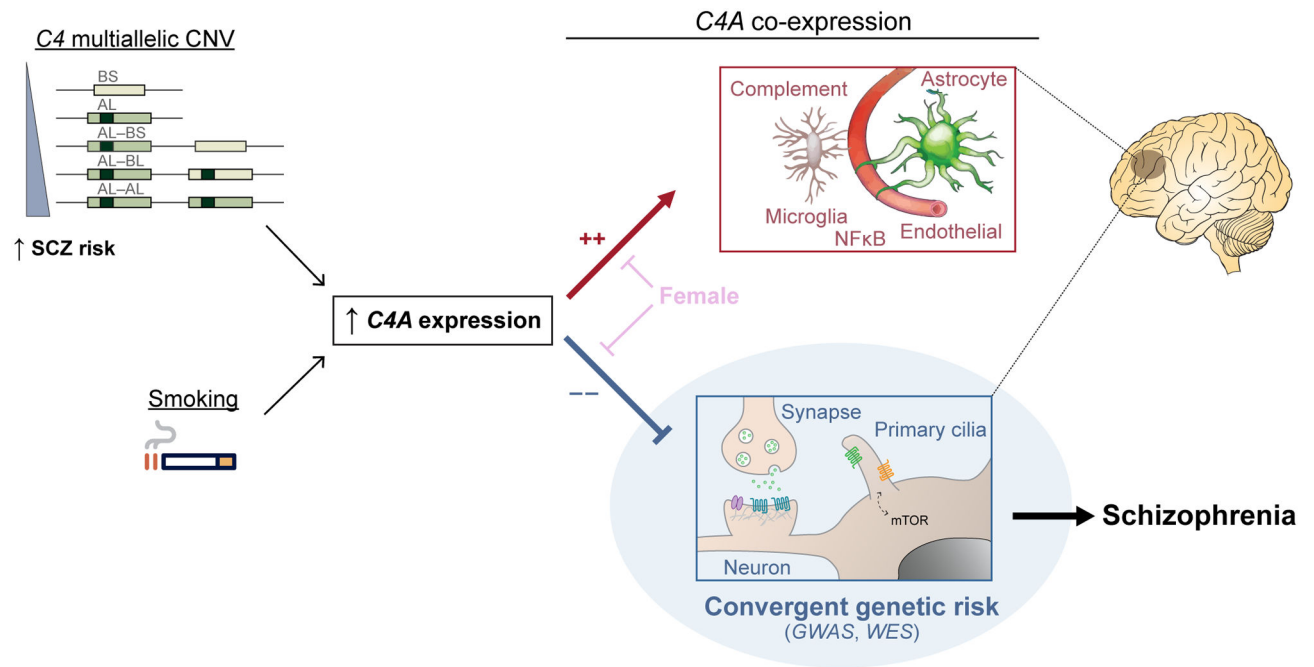 C4 multiallelic CNV
BS
AL
AL–BS
AL–BL
AL–AL
↑ SCZ risk
Smoking
↑ C4A expression
++
−−
Female
C4A co-expression
Complement
Astrocyte
Microglia
NFκB
Endothelial
Synapse
Primary cilia
mTOR
Neuron
Convergent genetic risk
(GWAS, WES)
Schizophrenia